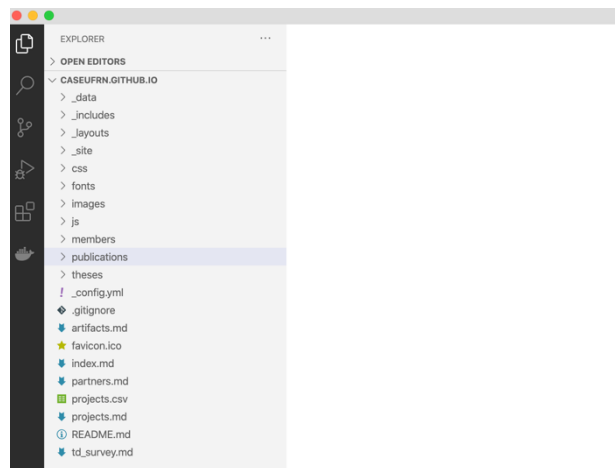 EXPLORER ...
OPEN EDITORS
CASEUFRN.GITHUB.IO
_data
_includes
_layouts
_site
css
fonts
images
js
members
publications
theses
! _config.yml
.gitignore
artifacts.md
favicon.ico
index.md
partners.md
projects.csv
projects.md
README.md
td_survey.md